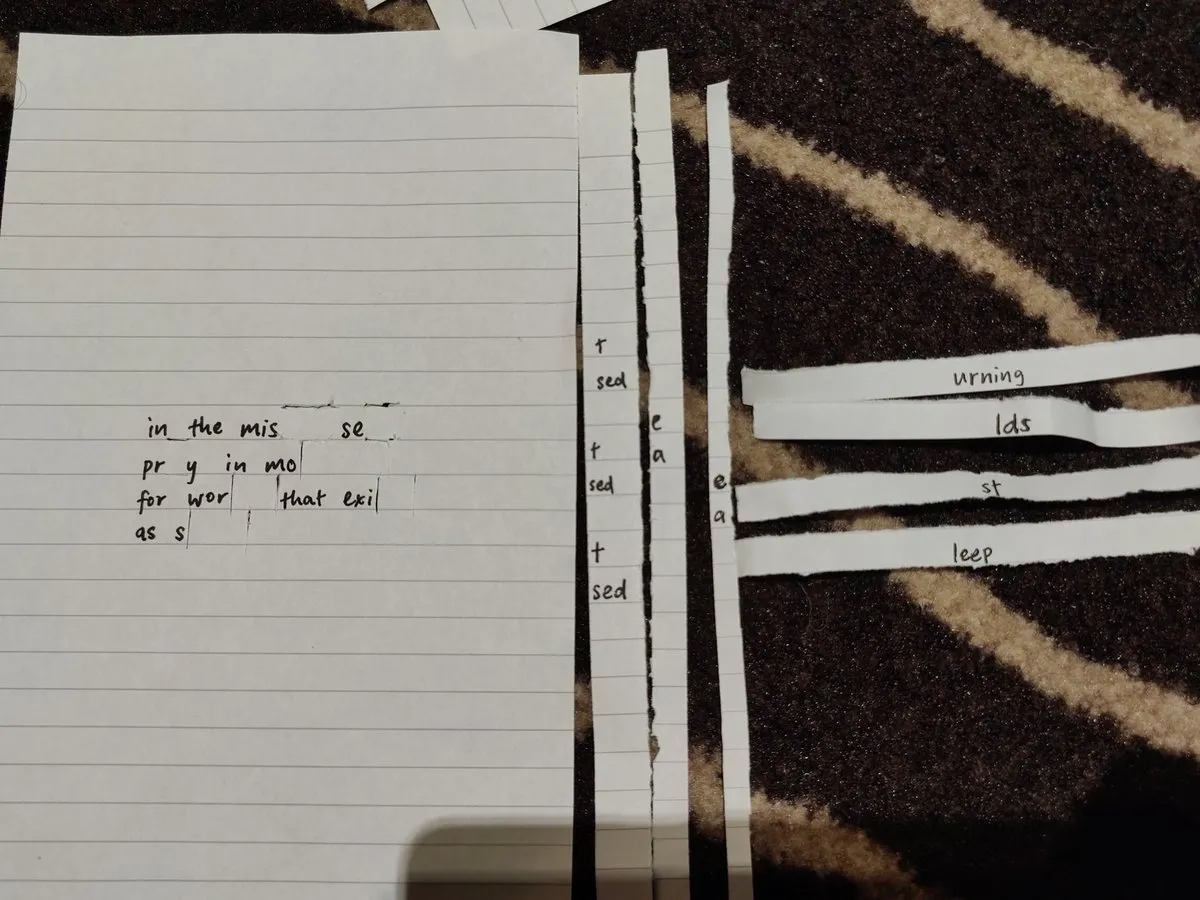 in the mis se
pr y in mo
for wor that exi
as s
t
sed
t
sed
t
sed
e
a
e
a
urning
lds
st
leep